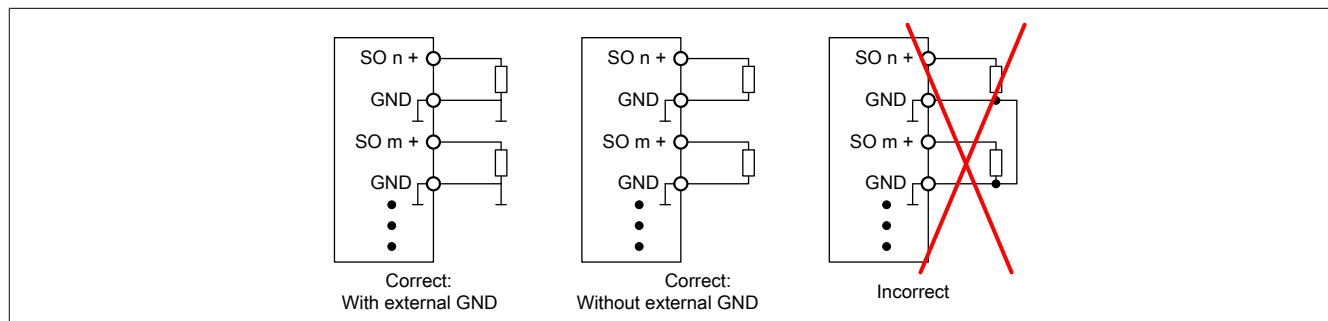 SO n +
GND
SO m +
GND
Correct:
With external GND
SO n +
GND
SO m +
GND
Correct:
Without external GND
SO n +
GND
SO m +
GND
Incorrect